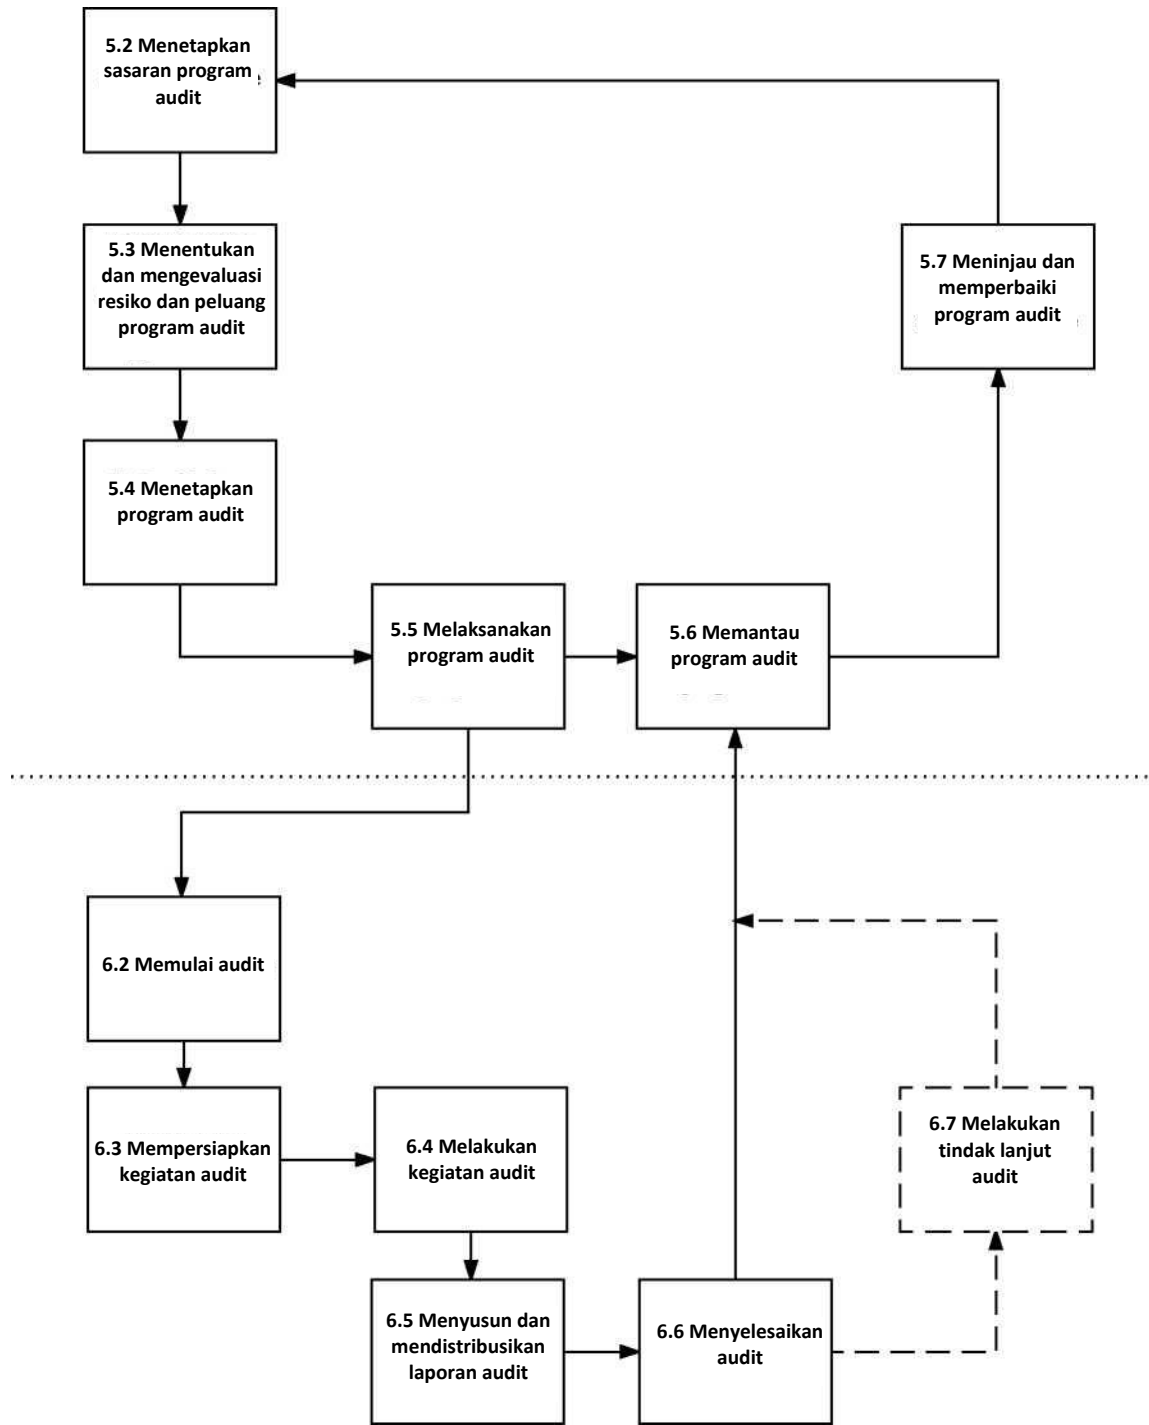 5.2 Menetapkan
sasaran program
audit
5.3 Menentukan
dan mengevaluasi
resiko dan peluang
program audit
5.7 Meninjau dan
memperbaiki
program audit
5.4 Menetapkan
program audit
5.5 Melaksanakan
program audit
5.6 Memantau
program audit
6.2 Memulai audit
6.3 Mempersiapkan
kegiatan audit
6.4 Melakukan
kegiatan audit
6.7 Melakukan
tindak lanjut
audit
6.5 Menyusun dan
mendistribusikan
laporan audit
6.6 Menyelesaikan
audit